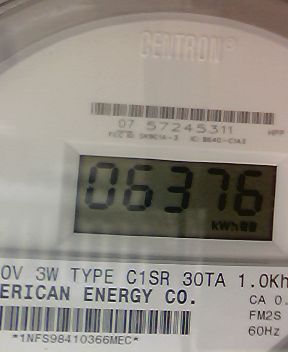 CENTRON®
07 57245311
HPP
06376
kWh
0V 3W TYPE C1SR 30TA 1.0Kh
ERICAN ENERGY CO.
CA 0.
FM2S
60Hz
*1NFS98410366MEC*